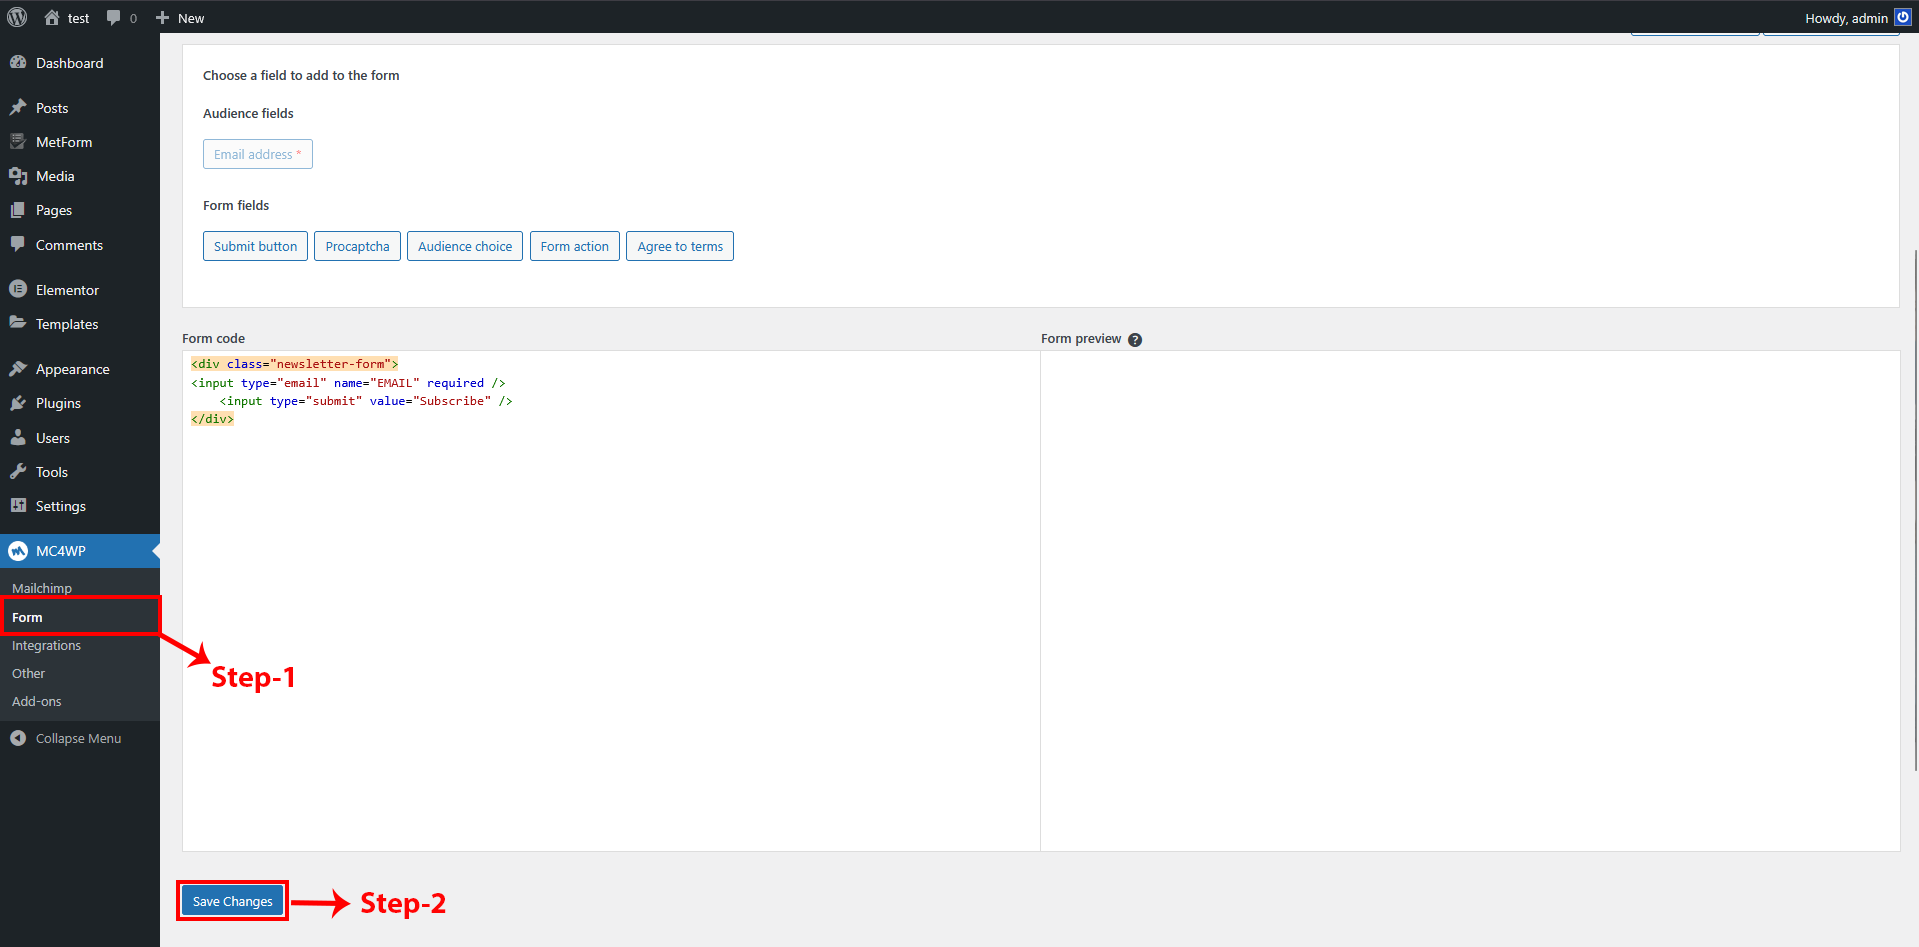 test
0
New
Howdy, admin
Dashboard
Posts
MetForm
Media
Pages
Comments
Elementor
Templates
Appearance
Plugins
Users
Tools
Settings
MC4WP
Mailchimp
Form
Integrations
Other
Add-ons
Collapse Menu
Choose a field to add to the form
Audience fields
Email address *
Form fields
Submit button Procaptcha Audience choice Form action Agree to terms
Form code
<div class="newsletter-form">
<input type="email" name="EMAIL" required />
<input type="submit" value="Subscribe" />
</div>
Form preview ?
Step-1
Save Changes
Step-2